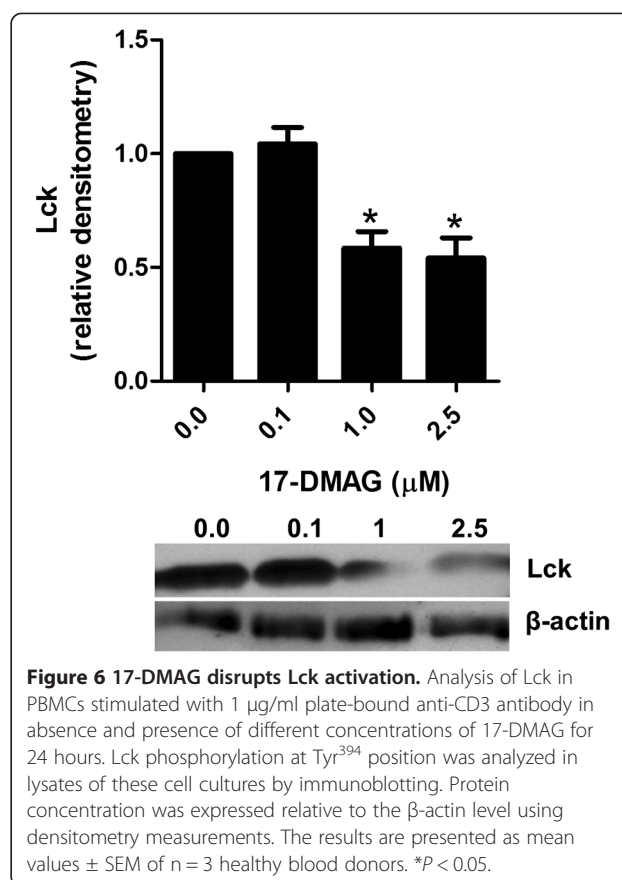 1.5
1.0
0.5
0.0
Lck
(relative densitometry)
*
*
0.0
0.1
1.0
2.5
17-DMAG (μM)
0.0 0.1 1 2.5
Lck
β-actin
Figure 6 17-DMAG disrupts Lck activation. Analysis of Lck in
PBMCs stimulated with 1 μg/ml plate-bound anti-CD3 antibody in
absence and presence of different concentrations of 17-DMAG for
24 hours. Lck phosphorylation at Tyr³⁹⁴ position was analyzed in
lysates of these cell cultures by immunoblotting. Protein
concentration was expressed relative to the β-actin level using
densitometry measurements. The results are presented as mean
values ± SEM of n = 3 healthy blood donors. *P < 0.05.